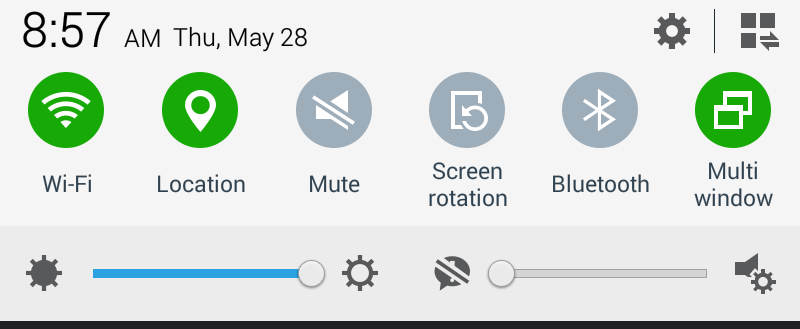 8:57 AM Thu, May 28
Wi-Fi
Location
Mute
Screen
rotation
Bluetooth
Multi
window